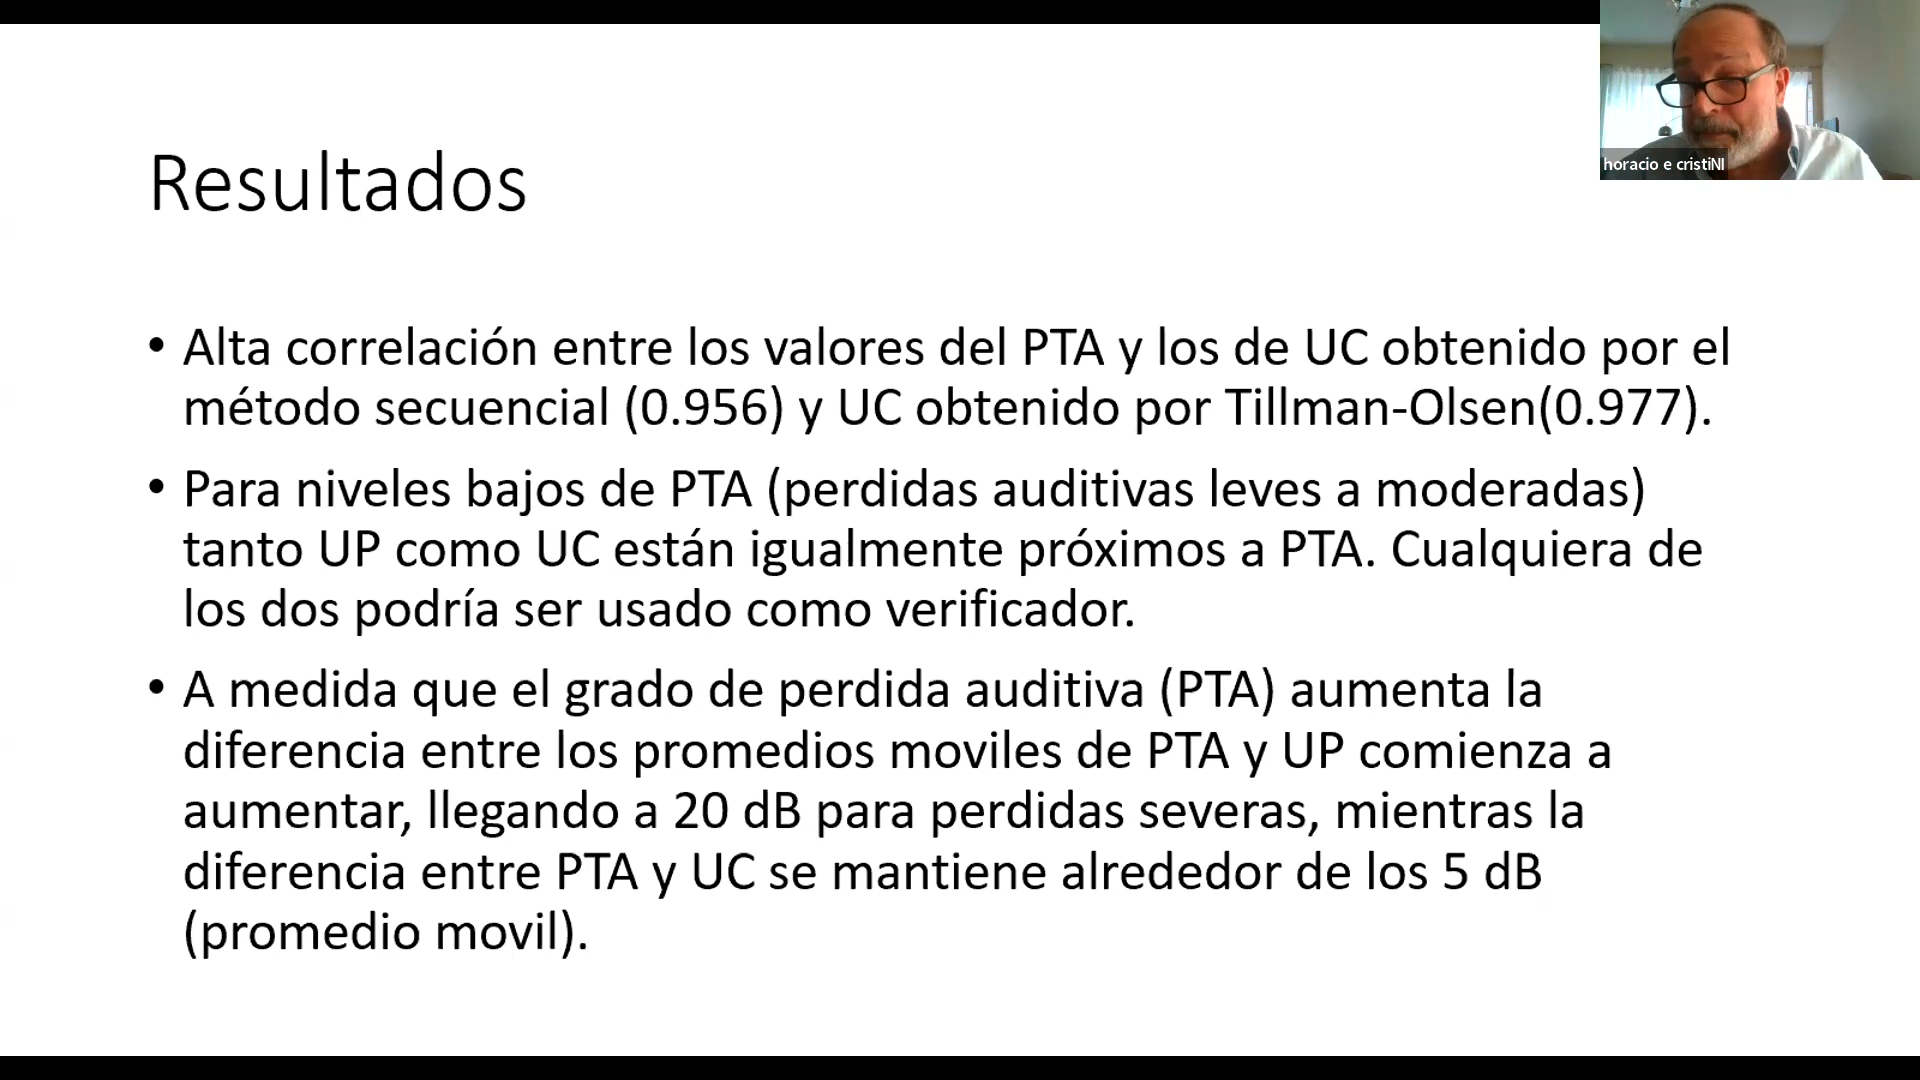 horacio e cristiNI
Resultados
• Alta correlación entre los valores del PTA y los de UC obtenido por el
método secuencial (0.956) y UC obtenido por Tillman-Olsen(0.977).
• Para niveles bajos de PTA (perdidas auditivas leves a moderadas)
tanto UP como UC están igualmente próximos a PTA. Cualquiera de
los dos podría ser usado como verificador.
• A medida que el grado de perdida auditiva (PTA) aumenta la
diferencia entre los promedios moviles de PTA y UP comienza a
aumentar, llegando a 20 dB para perdidas severas, mientras la
diferencia entre PTA y UC se mantiene alrededor de los 5 dB
(promedio movil).